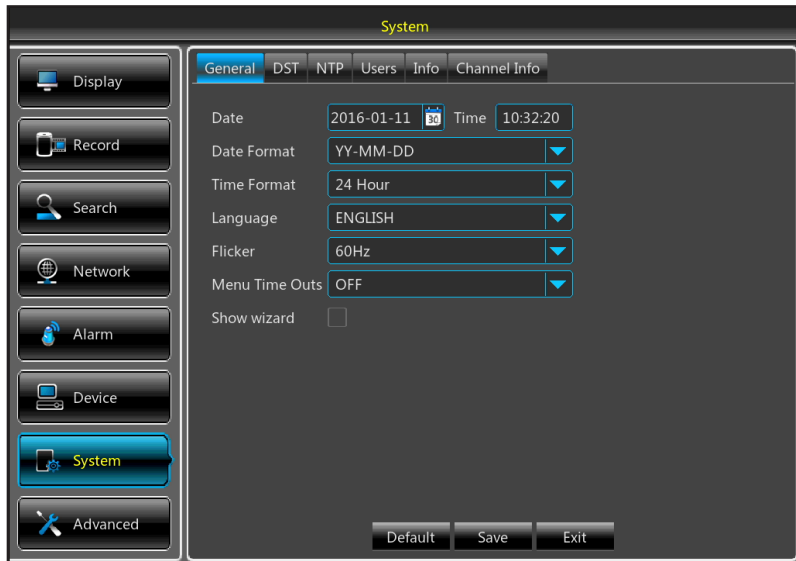 System
Display
Record
Search
Network
Alarm
Device
System
Advanced
General DST NTP Users Info Channel Info
Date 2016-01-11 30 Time 10:32:20
Date Format YY-MM-DD
Time Format 24 Hour
Language ENGLISH
Flicker 60Hz
Menu Time Outs OFF
Show wizard
Default Save Exit